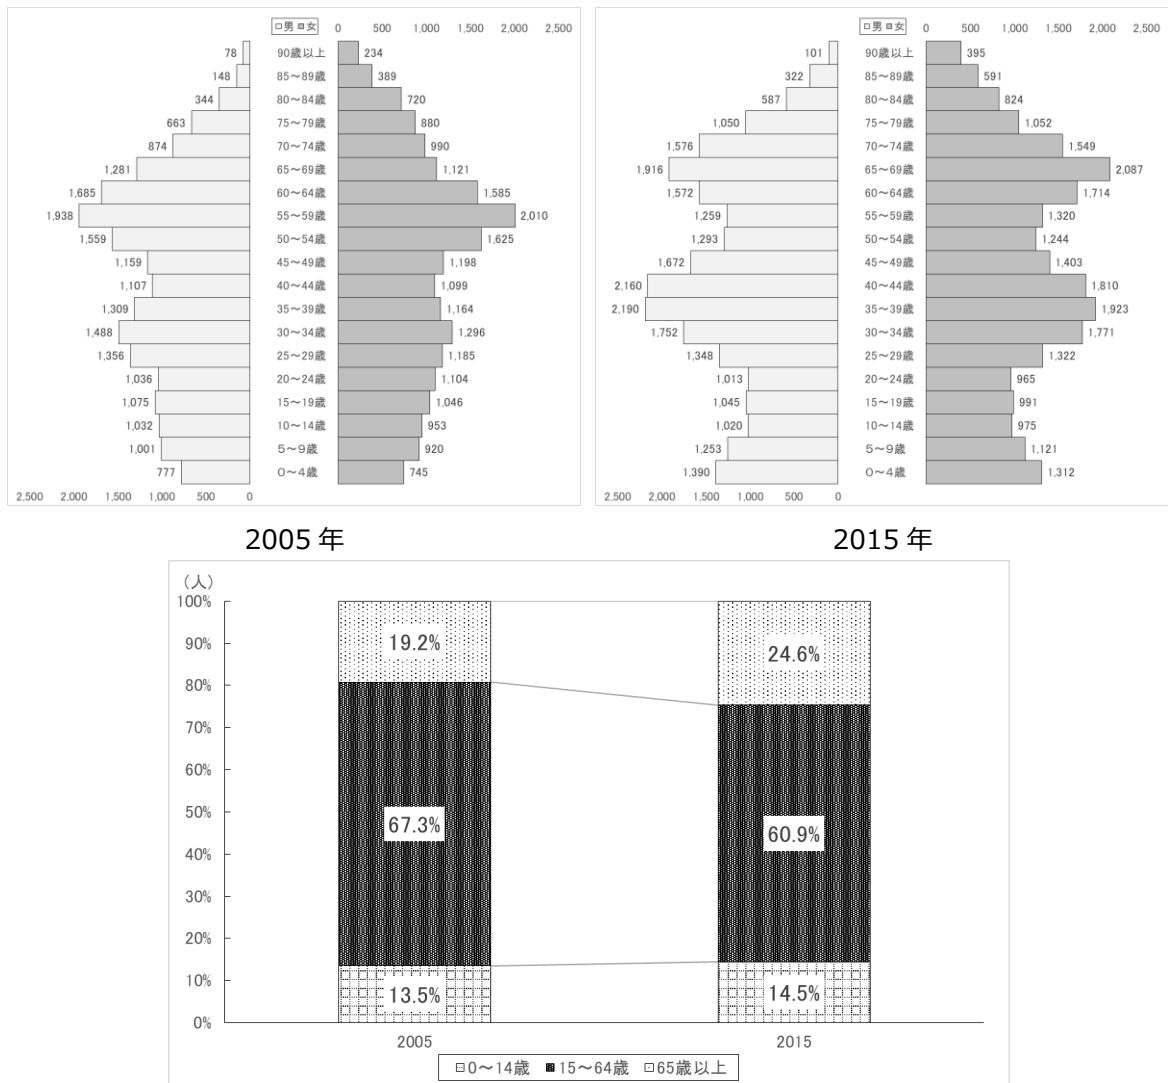 □男 ■女
0 500 1,000 1,500 2,000 2,500
78 90歳以上 234
148 85～89歳 389
344 80～84歳 720
663 75～79歳 880
874 70～74歳 990
1,281 65～69歳 1,121
1,685 60～64歳 1,585
1,938 55～59歳 2,010
1,559 50～54歳 1,625
1,159 45～49歳 1,198
1,107 40～44歳 1,099
1,309 35～39歳 1,164
1,488 30～34歳 1,296
1,356 25～29歳 1,185
1,036 20～24歳 1,104
1,075 15～19歳 1,046
1,032 10～14歳 953
1,001 5～9歳 920
777 0～4歳 745
2,500 2,000 1,500 1,000 500 0
2005 年
□男 ■女
0 500 1,000 1,500 2,000 2,500
101 90歳以上 395
322 85～89歳 591
587 80～84歳 824
1,050 75～79歳 1,052
1,576 70～74歳 1,549
1,916 65～69歳 2,087
1,572 60～64歳 1,714
1,259 55～59歳 1,320
1,293 50～54歳 1,244
1,672 45～49歳 1,403
2,160 40～44歳 1,810
2,190 35～39歳 1,923
1,752 30～34歳 1,771
1,348 25～29歳 1,322
1,013 20～24歳 965
1,045 15～19歳 991
1,020 10～14歳 975
1,253 5～9歳 1,121
1,390 0～4歳 1,312
2,500 2,000 1,500 1,000 500 0
2015 年
（人）
100%
90%
80%
70%
60%
50%
40%
30%
20%
10%
0%
19.2% 24.6%
67.3% 60.9%
13.5% 14.5%
2005 2015
0～14歳 15～64歳 65歳以上